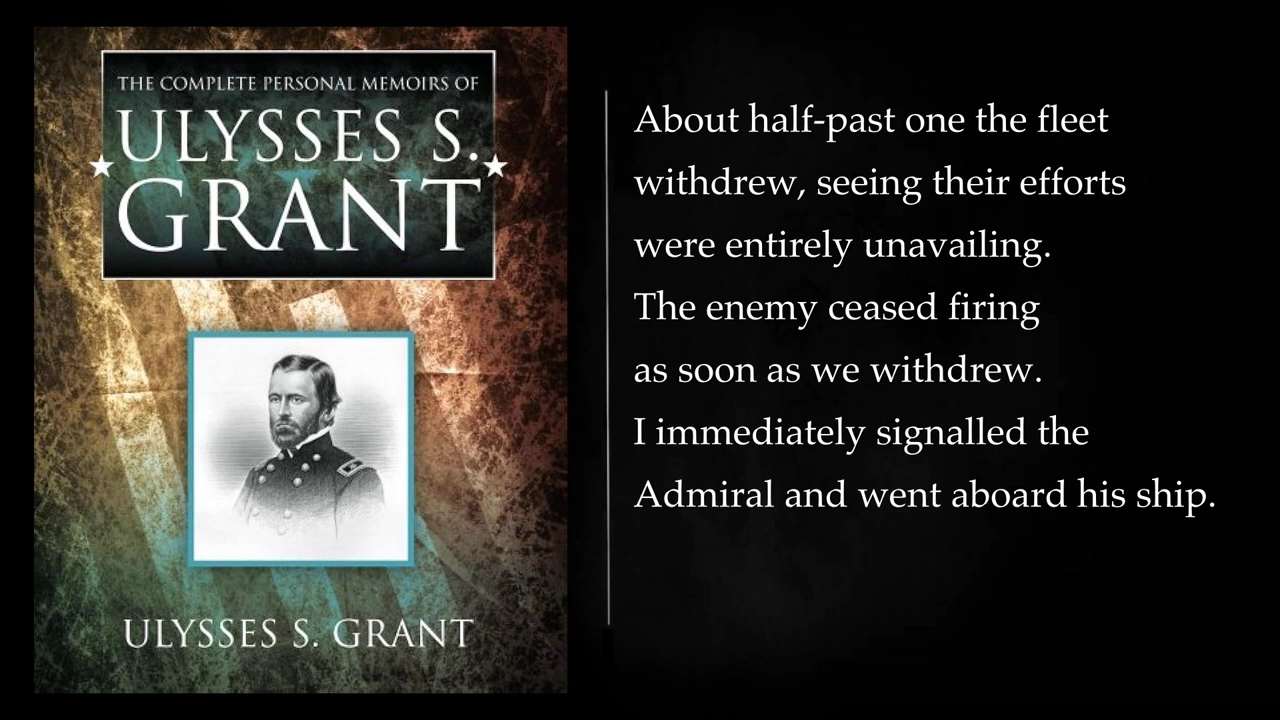 THE COMPLETE PERSONAL MEMOIRS OF
ULYSSES S.
GRANT
ULYSSES S. GRANT
About half-past one the fleet
withdrew, seeing their efforts
were entirely unavailing.
The enemy ceased firing
as soon as we withdrew.
I immediately signalled the
Admiral and went aboard his ship.